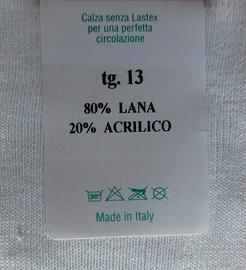 Calza senza Lastex
per una perfetta
circolazione
tg. 13
80% LANA
20% ACRILICO
30°
Made in Italy